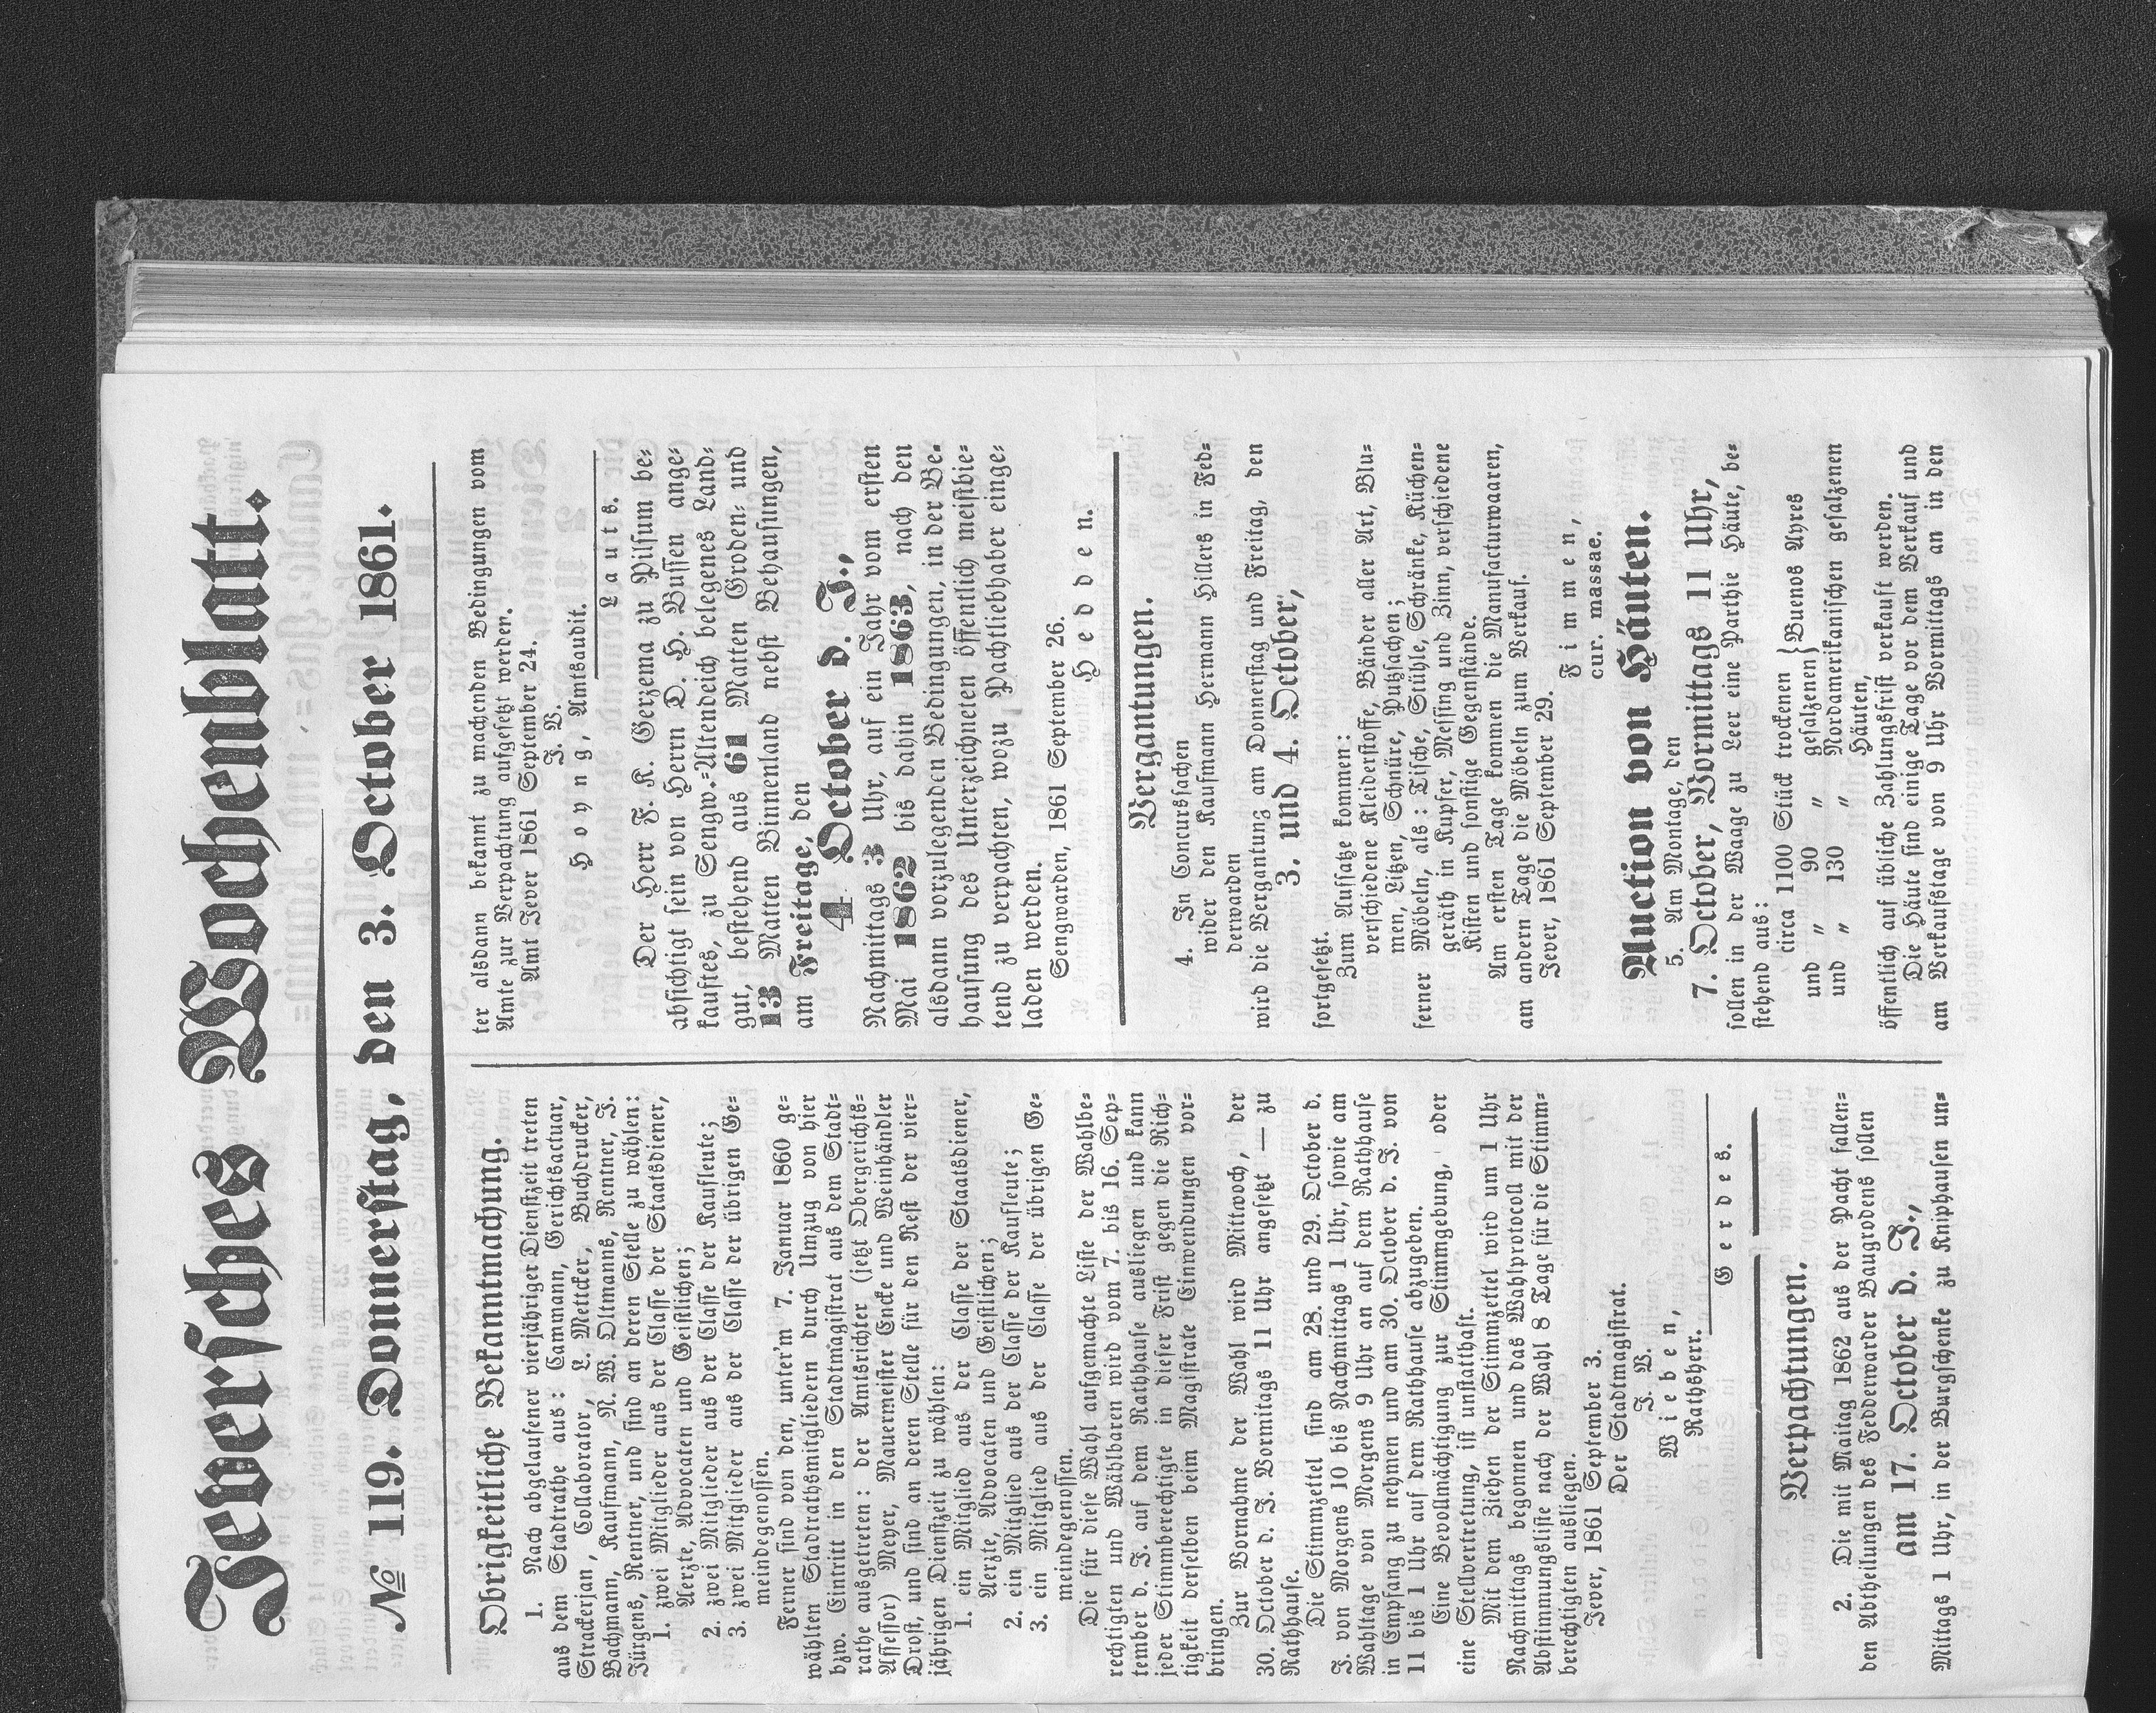 Jeversches Wochenblatt.
№ 119. Donnerstag, den 3. October 1861.
Obrigkeitliche Bekanntmachung.
1. Nach abgelaufener vierjähriger Dienstzeit treten
aus dem Stadtrathe aus: Cammann, Gerichtsactuar,
Strackerjan, Collaborator, L. Mettcker, Buchdrucker,
Bachmann, Kaufmann, N. W. Oltmanns, Rentner, J.
Jürgens, Rentner, und sind an deren Stelle zu wählen:
1. zwei Mitglieder aus der Classe der Staatsdiener,
Aerzte, Advocaten und Geistlichen;
2. zwei Mitglieder aus der Classe der Kaufleute;
3. zwei Mitglieder aus der Classe der übrigen Ge-
meindegenossen.
Ferner sind von den, unter'm 7. Januar 1860 ge-
wählten Stadtrathsmitgliedern durch Umzug von hier
bzw. Eintritt in den Stadtmagistrat aus dem Stadt-
rathe ausgetreten: der Amtsrichter (jetzt Obergerichts-
Assessor) Meyer, Mauermeister Encke und Weinhändler
Drost, und sind an deren Stelle für den Rest der vier-
jährigen Dienstzeit zu wählen:
1. ein Mitglied aus der Classe der Staatsdiener,
Aerzte, Advocaten und Geistlichen;
2. ein Mitglied aus der Classe der Kaufleute;
3. ein Mitglied aus der Classe der übrigen Ge-
meindegenossen.
Die für diese Wahl aufgemachte Liste der Wahlbe-
rechtigten und Wählbaren wird vom 7. bis 16. Sep-
tember d. J. auf dem Rathhause ausliegen und kann
jeder Stimmberechtigte in dieser Frist gegen die Rich-
tigkeit derselben beim Magistrate Einwendungen vor-
bringen.
Zur Vornahme der Wahl wird Mittwoch, der
30. October d. J. Vormitags 11 Uhr angesetzt — zu
Rathhause.
Die Stimmzettel sind am 28. und 29. October d.
J. von Morgens 10 bis Nachmittags 1 Uhr, sowie am
Wahltage von Morgens 9 Uhr an auf dem Rathhause
in Empfang zu nehmen und am 30. October d. J. von
11 bis 1 Uhr auf dem Rathhause abzugeben.
Eine Bevollmächtigung zur Stimmgebung, oder
eine Stellvertretung, ist unstatthaft.
Mit dem Ziehen der Stimmzettel wird um 1 Uhr
Nachmittags begonnen und das Wahlprotocoll mit der
Abstimmungsliste nach der Wahl 8 Tage für die Stimm-
berechtigten ausliegen.
Jever, 1861 September 3.
Der Stadtmagistrat.
J. W.
Wieben,
Rathsherr.
Gerdes.
Verpachtungen.
2. Die mit Maitag 1862 aus der Pacht fallen-
den Abtheilungen des Fedderwarder Baugrodens sollen
am 17. October d. J.,
Mittags 1 Uhr, in der Burgschenke zu Kniphausen un-
ter alsdann bekannt zu machenden Bedingungen vom
Amte zur Verpachtung aufgesetzt werden.
Amt Jever 1861 September 24.
J. W.
Hoyng, Amtsaudit.
Lauts.
Der Herr F. K. Gerzema zu Pilsum be-
absichtigt sein von Herrn D. H. Bussen ange-
kauftes, zu Sengw.-Altendeich belegenes Land-
gut, bestehend aus 61 Matten Groden- und
13 Matten Binnenland nebst Behausungen,
am Freitage, den
4 October d. J.,
Nachmittags 3 Uhr, auf ein Jahr vom ersten
Mai 1862 bis dahin 1863, nach den
alsdann vorzulegenden Bedingungen, in der Be-
hausung des Unterzeichneten öffentlich meistbie-
tend zu verpachten, wozu Pachtliebhaber einge-
laden werden.
Sengwarden, 1861 September 26.
Hedden.
Vergantungen.
4. In Concurssachen
wider den Kaufmann Hermann Hillers in Fed-
derwarden
wird die Vergantung am Donnerstag und Freitag, den
3. und 4. October,
fortgesetzt.
Zum Aufsatze kommen:
verschiedene Kleiderstoffe, Bänder aller Art, Blu-
men, Litzen, Schnüre, Putzsachen;
ferner Möbeln, als: Tische, Stühle, Schränke, Küchen-
geräth in Kupfer, Messing und Zinn, verschiedene
Kisten und sonstige Gegenstände.
Am ersten Tage kommen die Manufacturwaaren,
am andern Tage die Möbeln zum Verkauf.
Jever, 1861 September 29.
Fimmen,
cur. massae.
Auction von Häuten.
5. Am Montage, den
7. October, Vormittags 11 Uhr,
sollen in der Waage zu Leer eine Parthie Häute, be-
stehend aus:
circa 1100 Stück trockenen } Buenos Ayres
und „ 90 „ gesalzenen }
und „ 130 „ Nordamerikanischen gesalzenen
Häuten,
öffentlich auf übliche Zahlungsfrist verkauft werden.
Die Häute sind einige Tage vor dem Verkauf und
am Verkaufstage von 9 Uhr Vormittags an in den